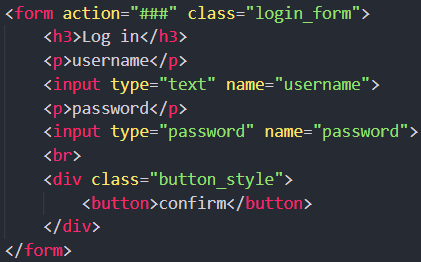 <form action="###" class="login_form">
    <h3>Log in</h3>
    <p>username</p>
    <input type="text" name="username">
    <p>password</p>
    <input type="password" name="password">
    <br>
    <div class="button_style">
        <button>confirm</button>
    </div>
</form>